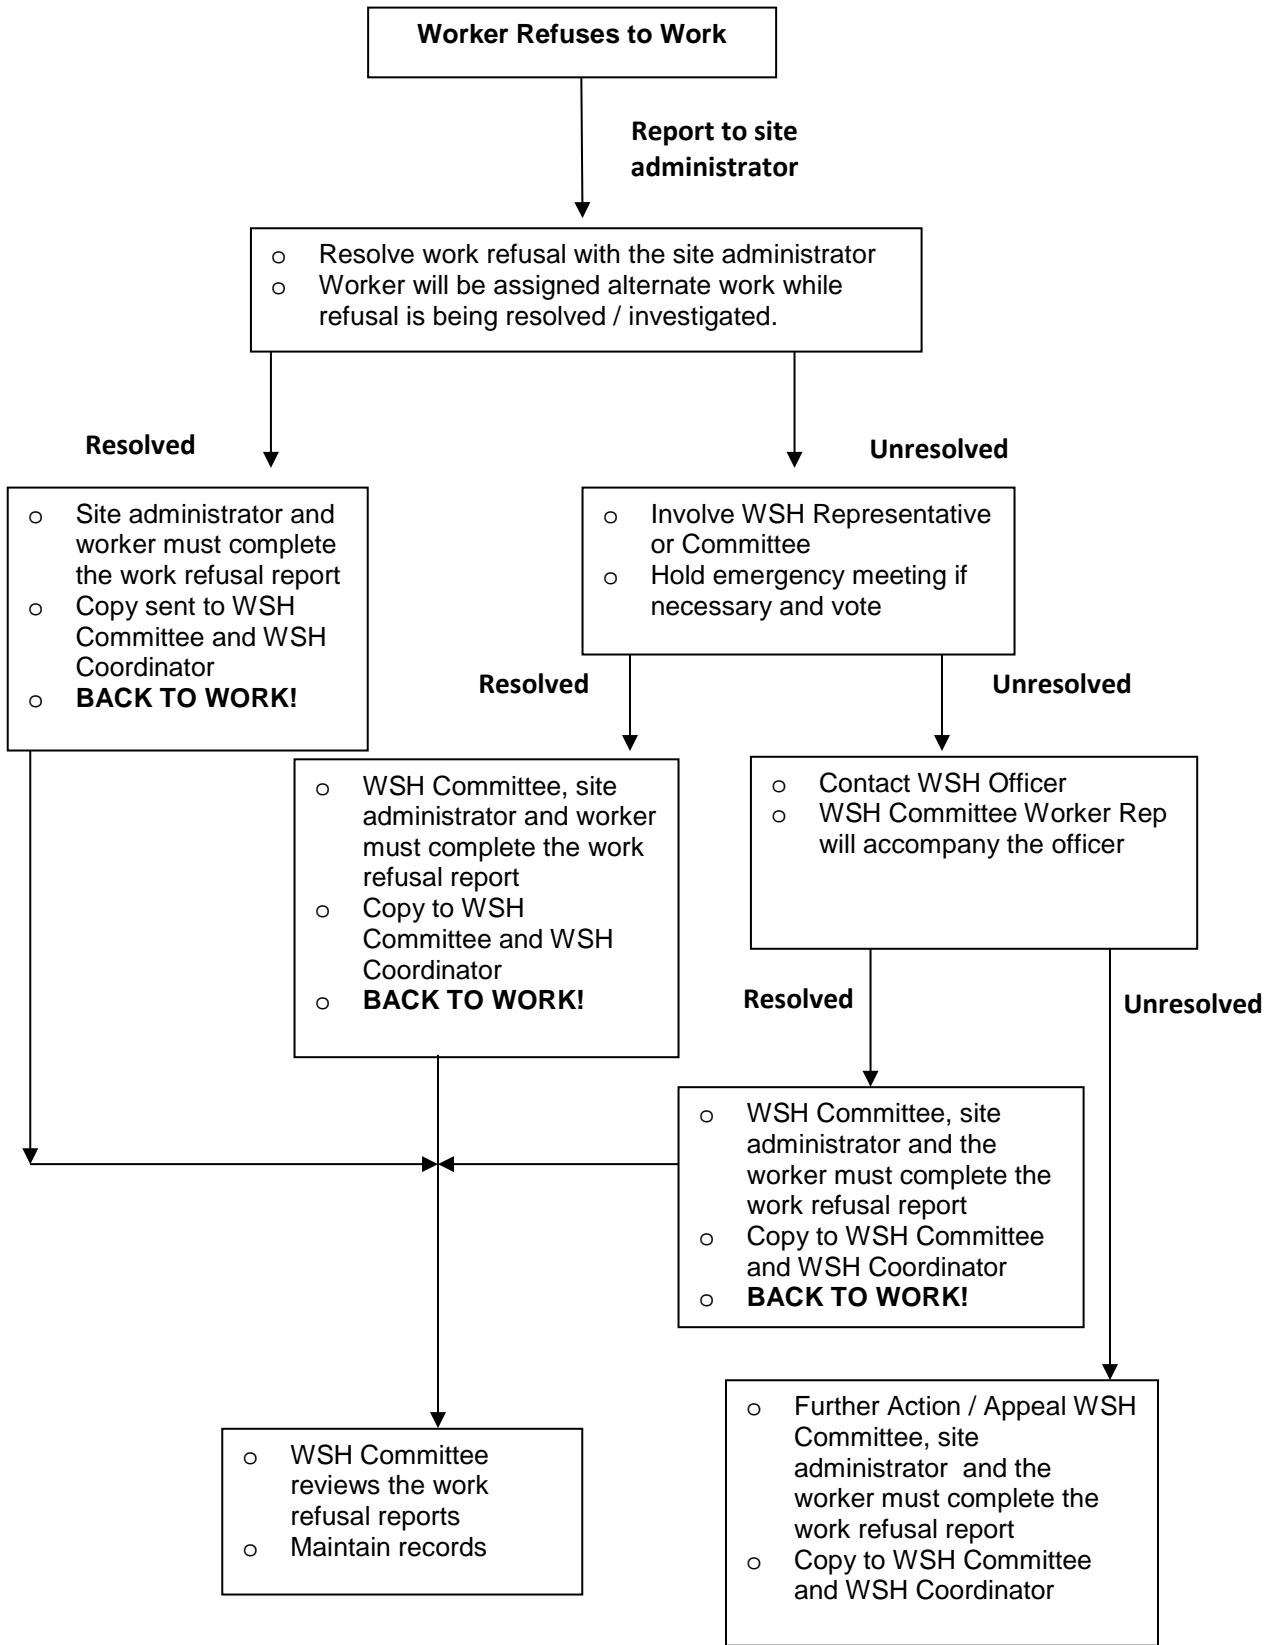 Worker Refuses to Work
Report to site
administrator
o Resolve work refusal with the site administrator
o Worker will be assigned alternate work while
refusal is being resolved / investigated.
Resolved
Unresolved
o Site administrator and
worker must complete
the work refusal report
o Copy sent to WSH
Committee and WSH
Coordinator
o BACK TO WORK!
o Involve WSH Representative
or Committee
o Hold emergency meeting if
necessary and vote
Resolved
Unresolved
o WSH Committee, site
administrator and worker
must complete the work
refusal report
o Copy to WSH
Committee and WSH
Coordinator
o BACK TO WORK!
o Contact WSH Officer
o WSH Committee Worker Rep
will accompany the officer
Resolved
Unresolved
o WSH Committee, site
administrator and the
worker must complete the
work refusal report
o Copy to WSH Committee
and WSH Coordinator
o BACK TO WORK!
o WSH Committee
reviews the work
refusal reports
o Maintain records
o Further Action / Appeal WSH
Committee, site
administrator and the
worker must complete the
work refusal report
o Copy to WSH Committee
and WSH Coordinator